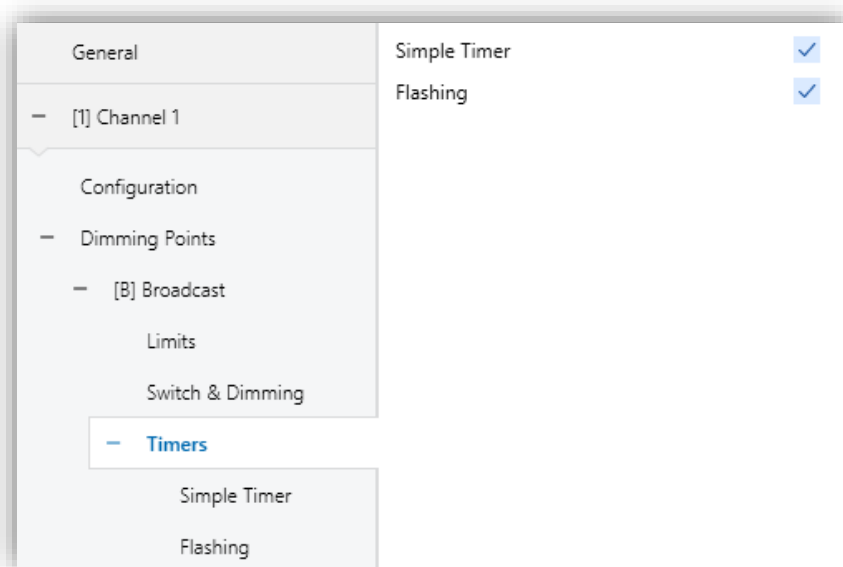 General
[1] Channel 1
Configuration
Dimming Points
[B] Broadcast
Limits
Switch & Dimming
Timers
Simple Timer
Flashing
Simple Timer
Flashing